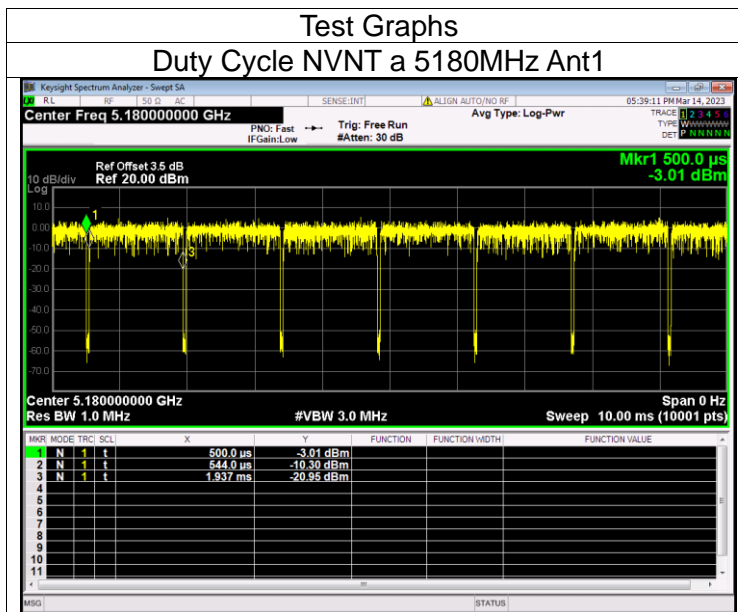 Test Graphs
Duty Cycle NVNT a 5180MHz Ant1
Keysight Spectrum Analyzer - Swept SA
RL RF 50 Ω AC SENSE:INT ALIGN AUTO/NO RF 05:39:11 PM Mar 14, 2023
Center Freq 5.180000000 GHz Avg Type: Log-Pwr TRACE 1 2 3 4 5 6
PNO: Fast Trig: Free Run TYPE WWWWWW
IFGain:Low #Atten: 30 dB DET P NNNNN
Mkr1 500.0 µs
-3.01 dBm
Ref Offset 3.5 dB
10 dB/div Ref 20.00 dBm
Log
10.0
0.00
-10.0
-20.0
-30.0
-40.0
-50.0
-60.0
-70.0
1
3
Center 5.180000000 GHz Span 0 Hz
Res BW 1.0 MHz #VBW 3.0 MHz Sweep 10.00 ms (10001 pts)
MKR MODE TRC SCL X Y FUNCTION FUNCTION WIDTH FUNCTION VALUE
1 N 1 t 500.0 µs -3.01 dBm
2 N 1 t 544.0 µs -10.30 dBm
3 N 1 t 1.937 ms -20.95 dBm
4
5
6
7
8
9
10
11
MSG STATUS